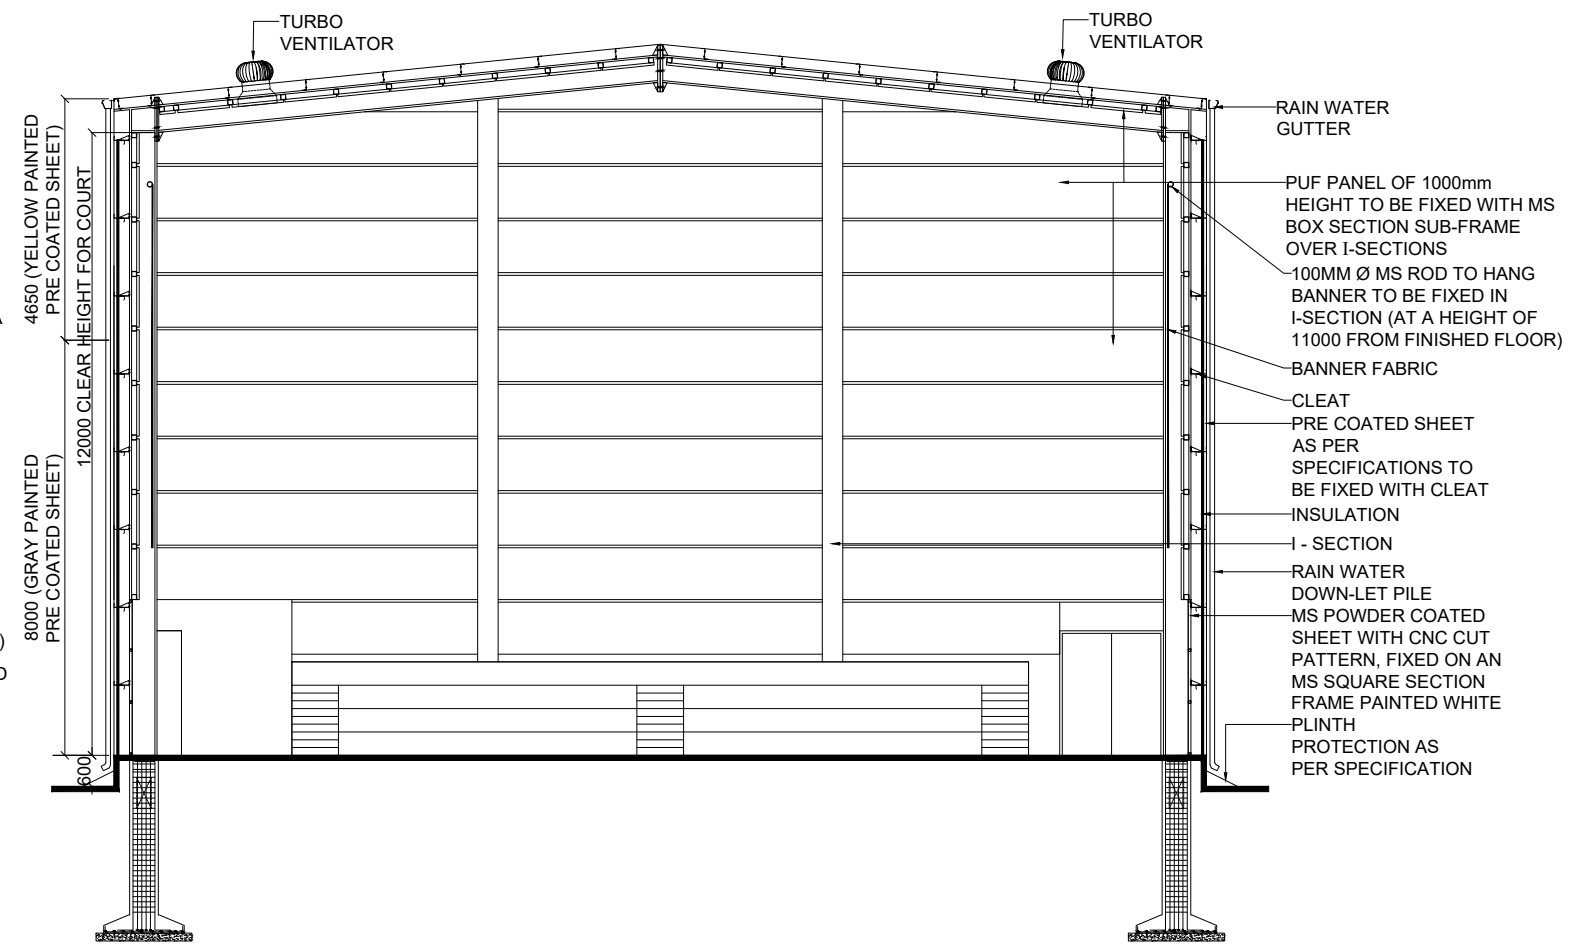 TURBO
VENTILATOR
TURBO
VENTILATOR
4650 (YELLOW PAINTED
PRE COATED SHEET)
12000 CLEAR HEIGHT FOR COURT
8000 (GRAY PAINTED
PRE COATED SHEET)
600
RAIN WATER
GUTTER
PUF PANEL OF 1000mm
HEIGHT TO BE FIXED WITH MS
BOX SECTION SUB-FRAME
OVER I-SECTIONS
100MM Ø MS ROD TO HANG
BANNER TO BE FIXED IN
I-SECTION (AT A HEIGHT OF
11000 FROM FINISHED FLOOR)
BANNER FABRIC
CLEAT
PRE COATED SHEET
AS PER
SPECIFICATIONS TO
BE FIXED WITH CLEAT
INSULATION
I - SECTION
RAIN WATER
DOWN-LET PILE
MS POWDER COATED
SHEET WITH CNC CUT
PATTERN, FIXED ON AN
MS SQUARE SECTION
FRAME PAINTED WHITE
PLINTH
PROTECTION AS
PER SPECIFICATION